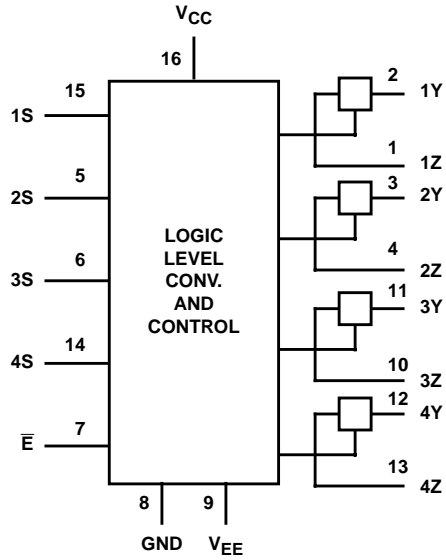 VCC
16
15
1S
5
2S
6
3S
14
4S
7
E̅
LOGIC
LEVEL
CONV.
AND
CONTROL
2
1Y
1
1Z
3
2Y
4
2Z
11
3Y
10
3Z
12
4Y
13
4Z
8
9
GND
VEE